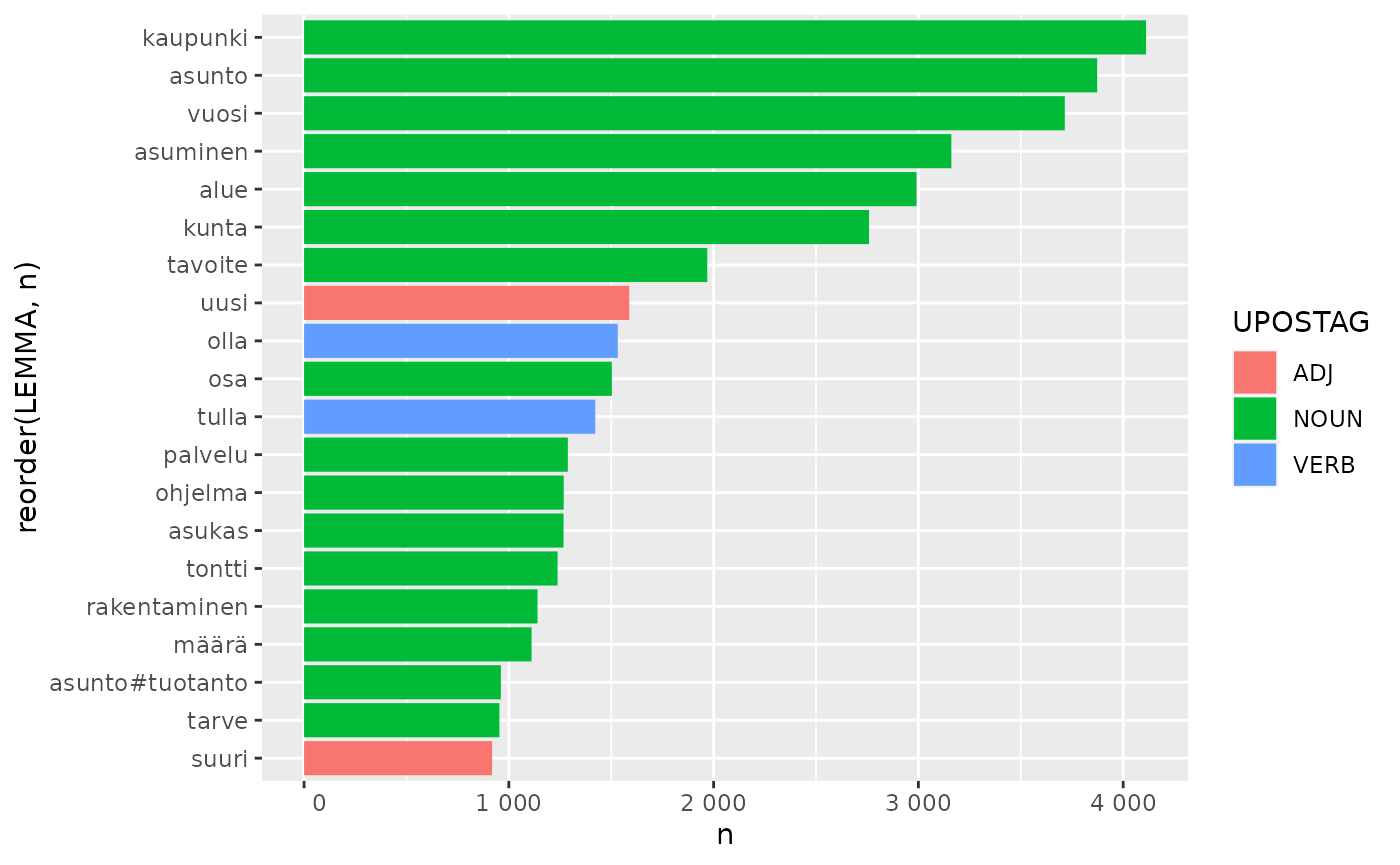 reorder(LEMMA, n)
kaupunki
asunto
vuosi
asuminen
alue
kunta
tavoite
uusi
olla
osa
tulla
palvelu
ohjelma
asukas
tontti
rakentaminen
määrä
asunto#tuotanto
tarve
suuri
0 1 000 2 000 3 000 4 000
n
UPOSTAG
ADJ
NOUN
VERB